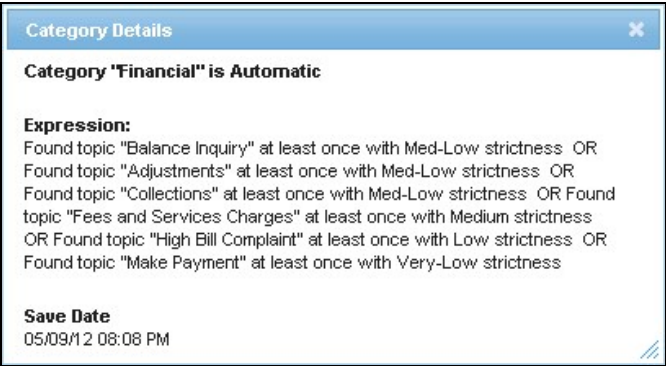 Category Details
Category "Financial" is Automatic
Expression:
Found topic "Balance Inquiry" at least once with Med-Low strictness OR
Found topic "Adjustments" at least once with Med-Low strictness OR
Found topic "Collections" at least once with Med-Low strictness OR Found
topic "Fees and Services Charges" at least once with Medium strictness
OR Found topic "High Bill Complaint" at least once with Low strictness OR
Found topic "Make Payment" at least once with Very-Low strictness
Save Date
05/09/12 08:08 PM